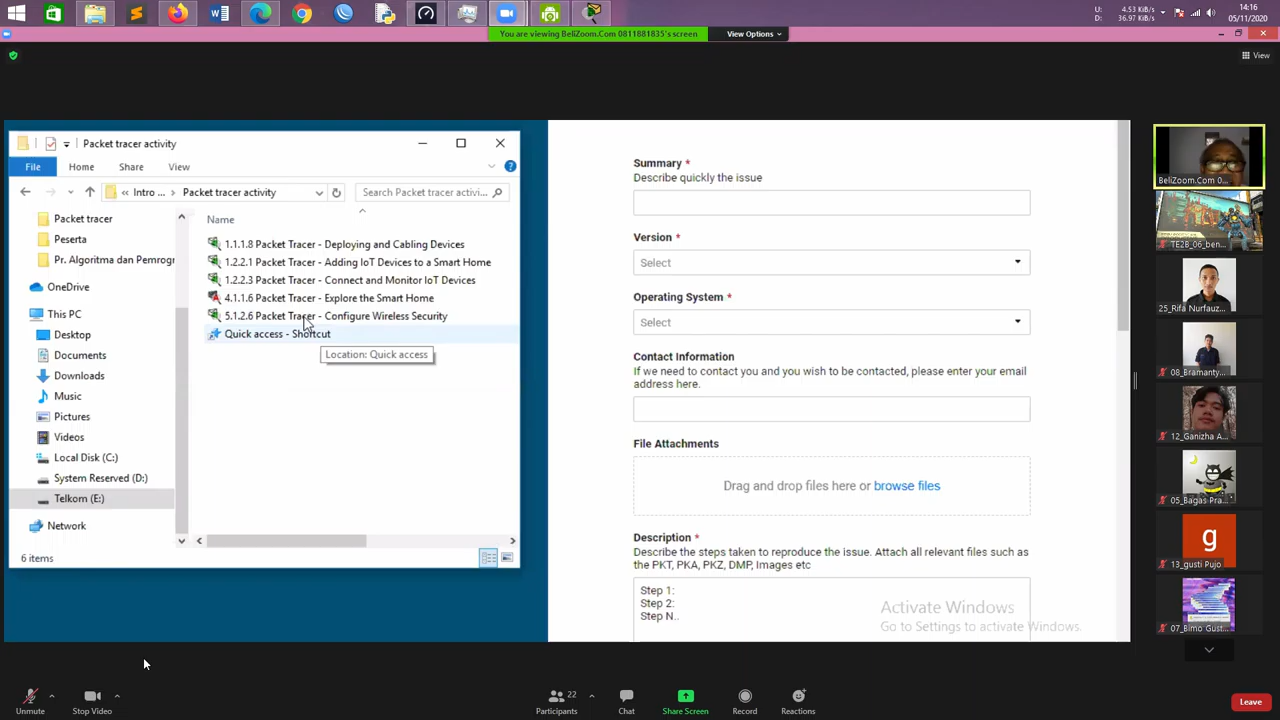 U: 4.53 KiB/s
D: 36.97 KiB/s
14:16
05/11/2020
You are viewing BeliZoom.Com 0811881835's screen
View Options
View
Packet tracer activity
File
Home
Share
View
Intro ...
Packet tracer activity
Search Packet tracer activi...
Packet tracer
Peserta
Pr. Algoritma dan Pemrog
OneDrive
This PC
Desktop
Documents
Downloads
Music
Pictures
Videos
Local Disk (C:)
System Reserved (D:)
Telkom (E:)
Network
Name
1.1.1.8 Packet Tracer - Deploying and Cabling Devices
1.2.2.1 Packet Tracer - Adding IoT Devices to a Smart Home
1.2.2.3 Packet Tracer - Connect and Monitor IoT Devices
4.1.1.6 Packet Tracer - Explore the Smart Home
5.1.2.6 Packet Tracer - Configure Wireless Security
Quick access - Shortcut
Location: Quick access
6 items
Summary *
Describe quickly the issue
Version *
Select
Operating System *
Select
Contact Information
If we need to contact you and you wish to be contacted, please enter your email
address here.
File Attachments
Drag and drop files here or browse files
Description *
Describe the steps taken to reproduce the issue. Attach all relevant files such as
the PKT, PKA, PKZ, DMP, Images etc
Step 1:
Step 2:
Step N..
Activate Windows
Go to Settings to activate Windows.
BeliZoom.Com 0...
TE2B_06_ben...
25_Rifa Nurfauz...
08_Bramanty...
12_Ganizha A...
05_Bagas Pra...
g
13_gusti Pujo
07_Bimo Gust...
Unmute
Stop Video
22
Participants
Chat
Share Screen
Record
Reactions
Leave